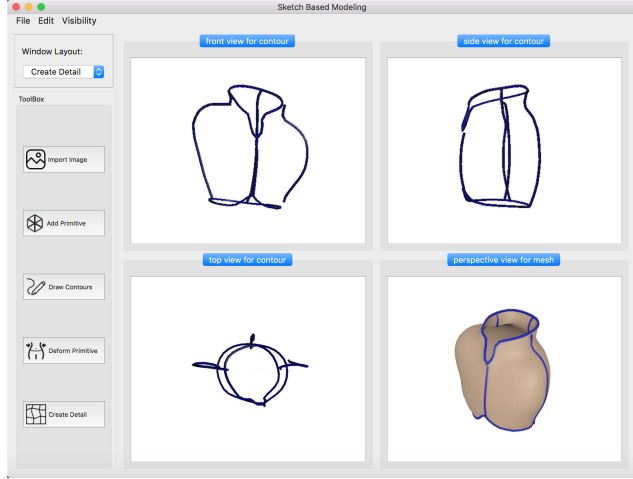 Sketch Based Modeling
File Edit Visibility
Window Layout:
Create Detail
ToolBox
Import Image
Add Primitive
Draw Contours
Deform Primitive
Create Detail
front view for contour
side view for contour
top view for contour
perspective view for mesh